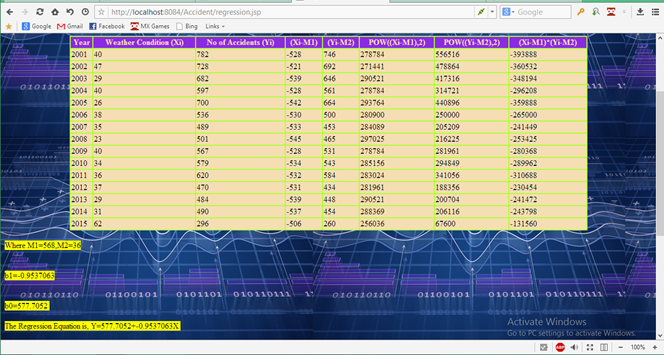 http://localhost:8084/Accident/regression.jsp
Google
Google Gmail Facebook MX Games Bing Links
Year Weather Condition (Xi) No of Accidents (Yi) (Xi-M1) (Yi-M2) POW((Xi-M1),2) POW((Yi-M2),2) (Xi-M1)*(Yi-M2)
2001 40 782 -528 746 278784 556516 -393888
2002 47 728 -521 692 271441 478864 -360532
2003 29 682 -539 646 290521 417316 -348194
2004 40 597 -528 561 278784 314721 -296208
2005 26 700 -542 664 293764 440896 -359888
2006 38 536 -530 500 280900 250000 -265000
2007 35 489 -533 453 284089 205209 -241449
2008 23 501 -545 465 297025 216225 -253425
2009 40 567 -528 531 278784 281961 -280368
2010 34 579 -534 543 285156 294849 -289962
2011 36 620 -532 584 283024 341056 -310688
2012 37 470 -531 434 281961 188356 -230454
2013 29 484 -539 448 290521 200704 -241472
2014 31 490 -537 454 288369 206116 -243798
2015 62 296 -506 260 256036 67600 -131560
Where M1=568,M2=36
b1=-0.9537063
b0=577.7052
The Regression Equation is, Y=577.7052+-0.9537063X
Activate Windows
Go to PC settings to activate Windows.
100%